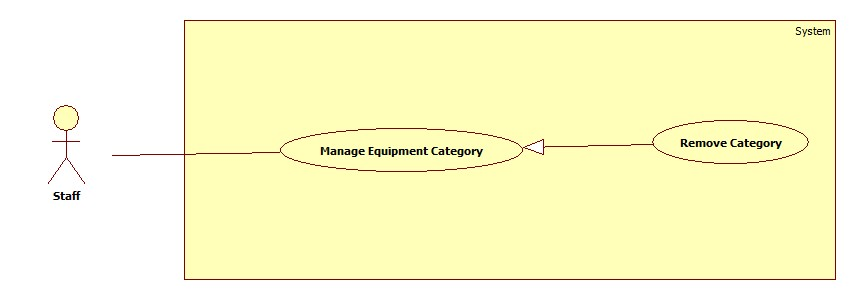 System
Manage Equipment Category
Remove Category
Staff